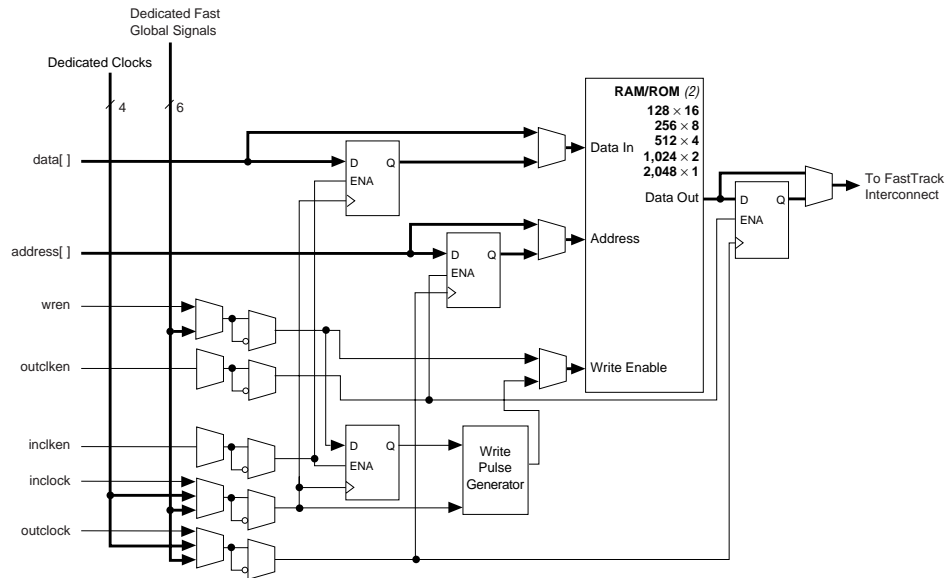 Dedicated Fast
Global Signals
Dedicated Clocks
4
6
RAM/ROM (2)
128 × 16
256 × 8
512 × 4
1,024 × 2
2,048 × 1
data[ ]
D Q
ENA
Data In
Data Out
D Q
ENA
To FastTrack
Interconnect
address[ ]
D Q
ENA
Address
wren
outclken
Write Enable
inclken
D Q
ENA
Write
Pulse
Generator
inclock
outclock